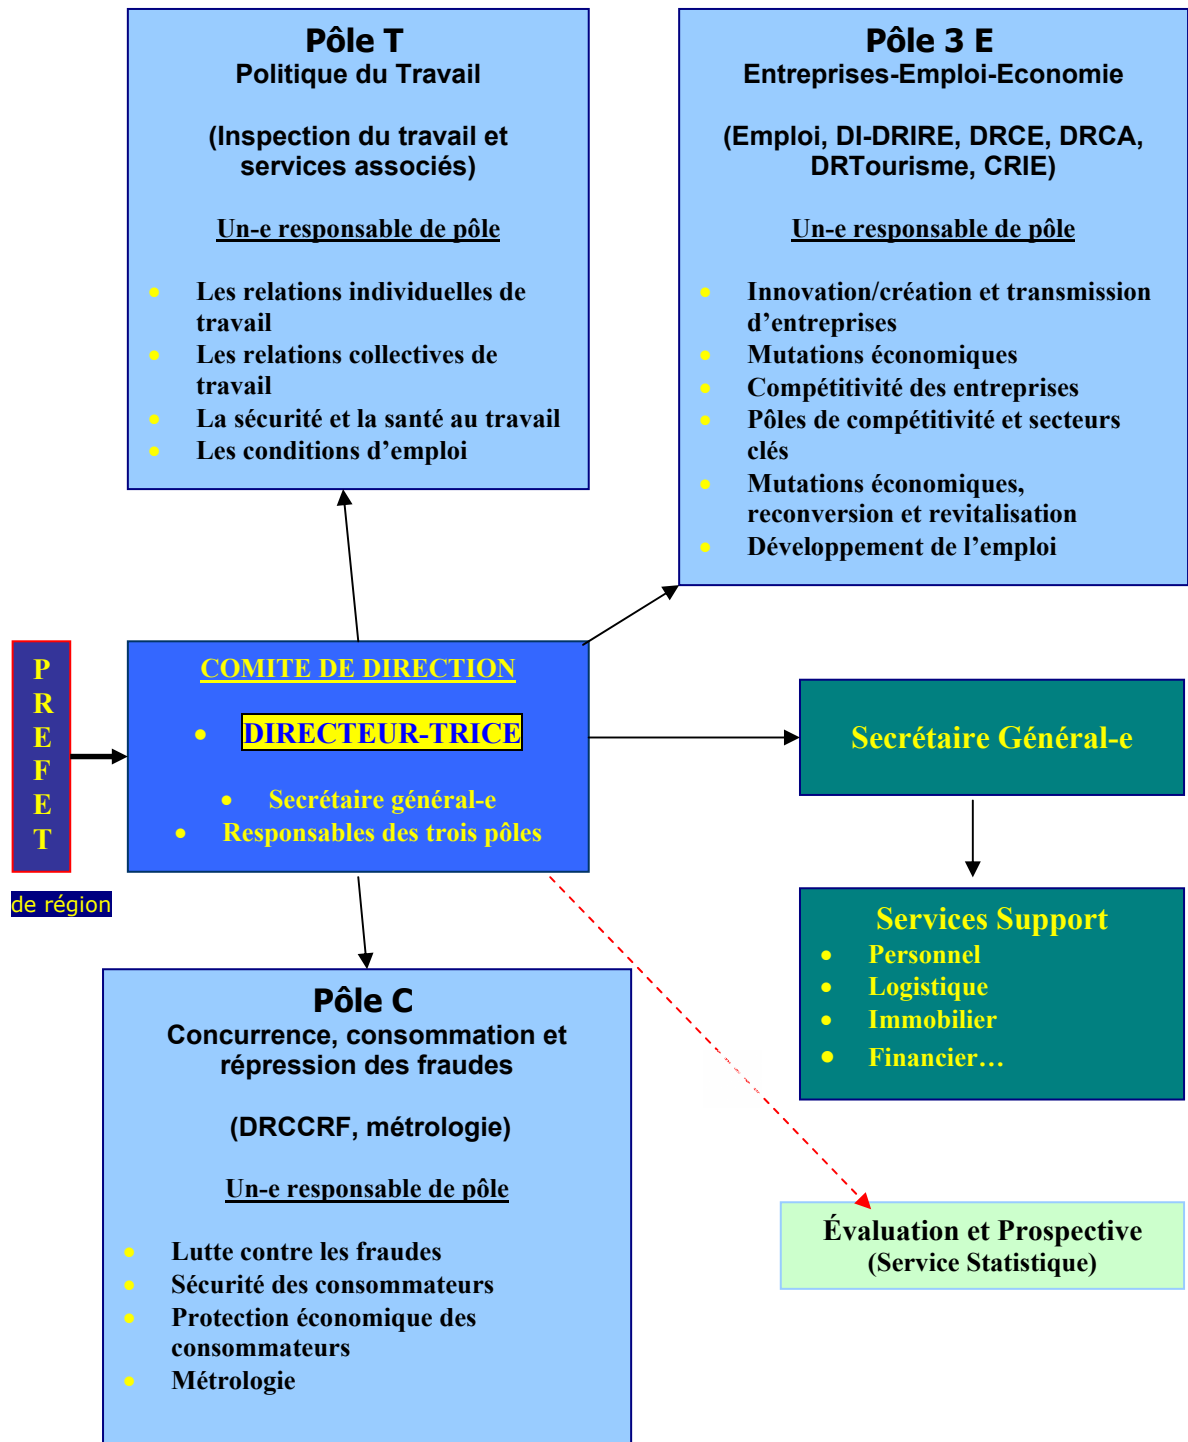 Pôle T
Politique du Travail
(Inspection du travail et
services associés)
Un-e responsable de pôle
• Les relations individuelles de
travail
• Les relations collectives de
travail
• La sécurité et la santé au travail
• Les conditions d’emploi
Pôle 3 E
Entreprises-Emploi-Economie
(Emploi, DI-DRIRE, DRCE, DRCA,
DRTourisme, CRIE)
Un-e responsable de pôle
• Innovation/création et transmission
d’entreprises
• Mutations économiques
• Compétitivité des entreprises
• Pôles de compétitivité et secteurs
clés
• Mutations économiques,
reconversion et revitalisation
• Développement de l’emploi
P
R
E
F
E
T
de région
COMITE DE DIRECTION
• DIRECTEUR-TRICE
• Secrétaire général-e
• Responsables des trois pôles
Secrétaire Général-e
Services Support
• Personnel
• Logistique
• Immobilier
• Financier…
Pôle C
Concurrence, consommation et
répression des fraudes
(DRCCRF, métrologie)
Un-e responsable de pôle
• Lutte contre les fraudes
• Sécurité des consommateurs
• Protection économique des
consommateurs
• Métrologie
Évaluation et Prospective
(Service Statistique)